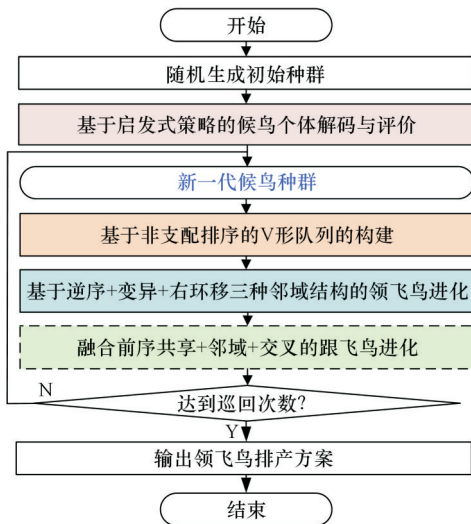 开始
随机生成初始种群
基于启发式策略的候鸟个体解码与评价
新一代候鸟种群
基于非支配排序的V形队列的构建
基于逆序+变异+右环移三种邻域结构的领飞鸟进化
融合前序共享+邻域+交叉的跟飞鸟进化
N
达到巡回次数?
Y
输出领飞鸟排产方案
结束